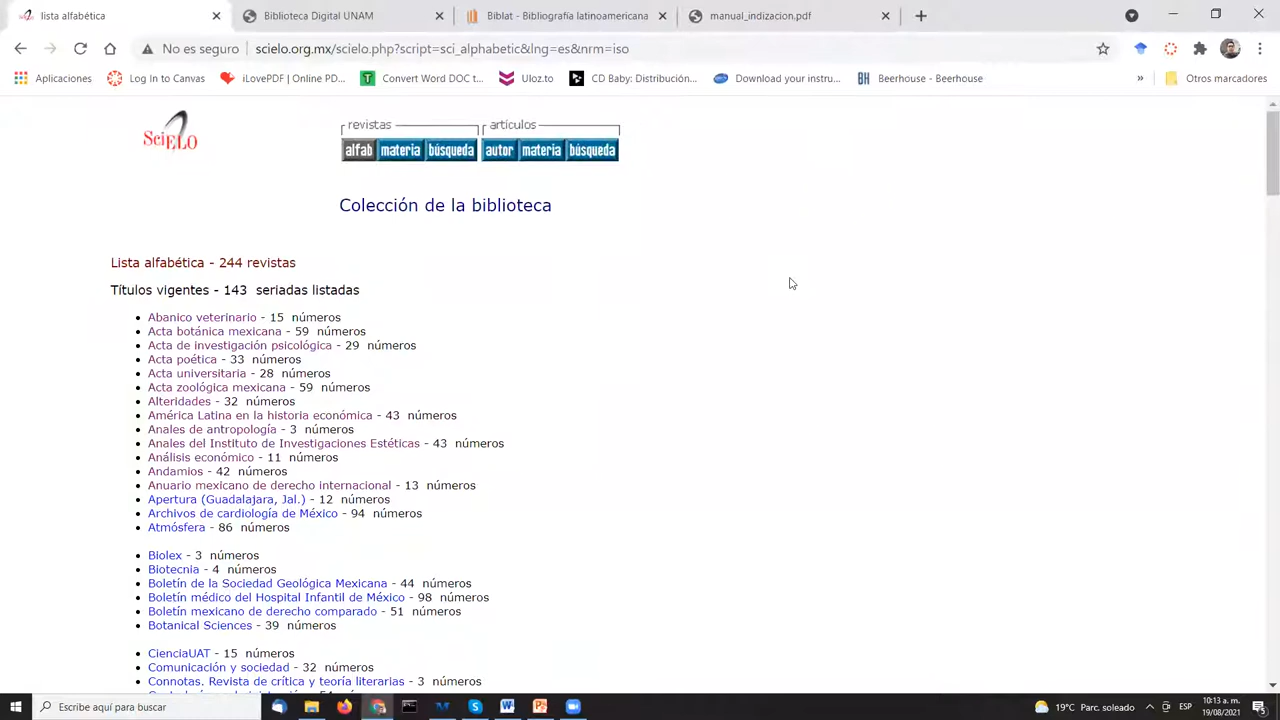 lista alfabética
Biblioteca Digital UNAM
Biblat - Bibliografía latinoamericana
manual_indizacion.pdf
No es seguro
scielo.org.mx/scielo.php?script=sci_alphabetic&lng=es&nrm=iso
Aplicaciones
Log In to Canvas
iLovePDF | Online PD...
Convert Word DOC t...
Uloz.to
CD Baby: Distribución...
Download your instru...
BH
Beerhouse - Beerhouse
»
Otros marcadores
SciELO
revistas
artículos
alfab
materia
búsqueda
autor
materia
búsqueda
Colección de la biblioteca
Lista alfabética - 244 revistas
Títulos vigentes - 143 seriadas listadas
Abanico veterinario - 15 números
Acta botánica mexicana - 59 números
Acta de investigación psicológica - 29 números
Acta poética - 33 números
Acta universitaria - 28 números
Acta zoológica mexicana - 59 números
Alteridades - 32 números
América Latina en la historia económica - 43 números
Anales de antropología - 3 números
Anales del Instituto de Investigaciones Estéticas - 43 números
Análisis económico - 11 números
Andamios - 42 números
Anuario mexicano de derecho internacional - 13 números
Apertura (Guadalajara, Jal.) - 12 números
Archivos de cardiología de México - 94 números
Atmósfera - 86 números
Biolex - 3 números
Biotecnia - 4 números
Boletín de la Sociedad Geológica Mexicana - 44 números
Boletín médico del Hospital Infantil de México - 98 números
Boletín mexicano de derecho comparado - 51 números
Botanical Sciences - 39 números
CienciaUAT - 15 números
Comunicación y sociedad - 32 números
Connotas. Revista de crítica y teoría literarias - 3 números
Escribe aquí para buscar
19°C Parc. soleado
ESP
10:13 a. m.
19/08/2021